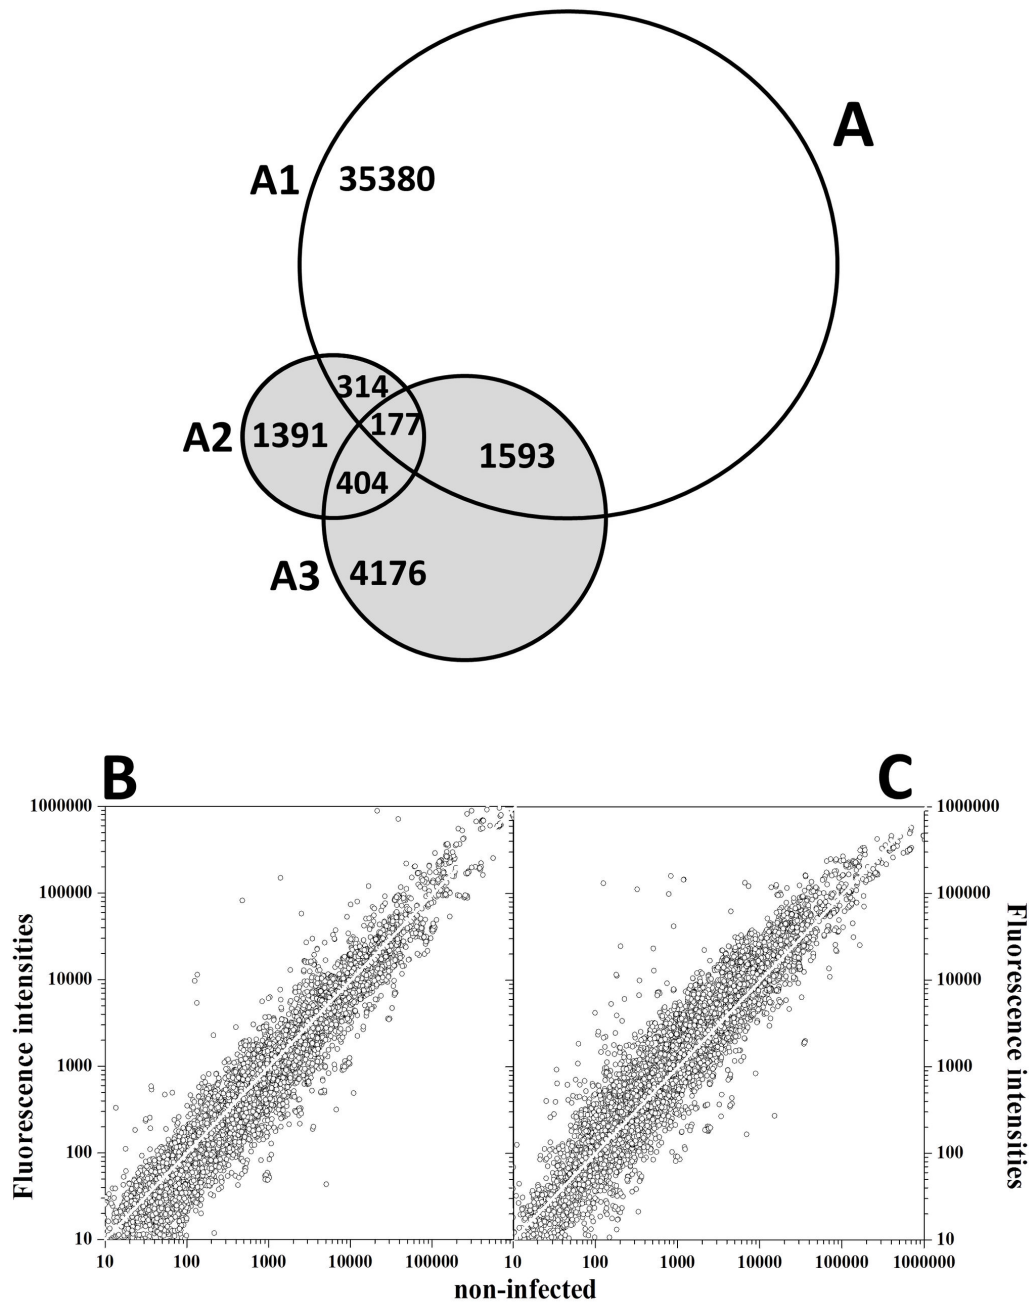 A
A1 35380
314
177
A2 1391
1593
404
A3 4176
B C
1000000 1000000
100000 100000
10000 10000
1000 1000
100 100
10 10
Fluorescence intensities
Fluorescence intensities
10 100 1000 10000 100000 10 100 1000 10000 100000 1000000
non-infected